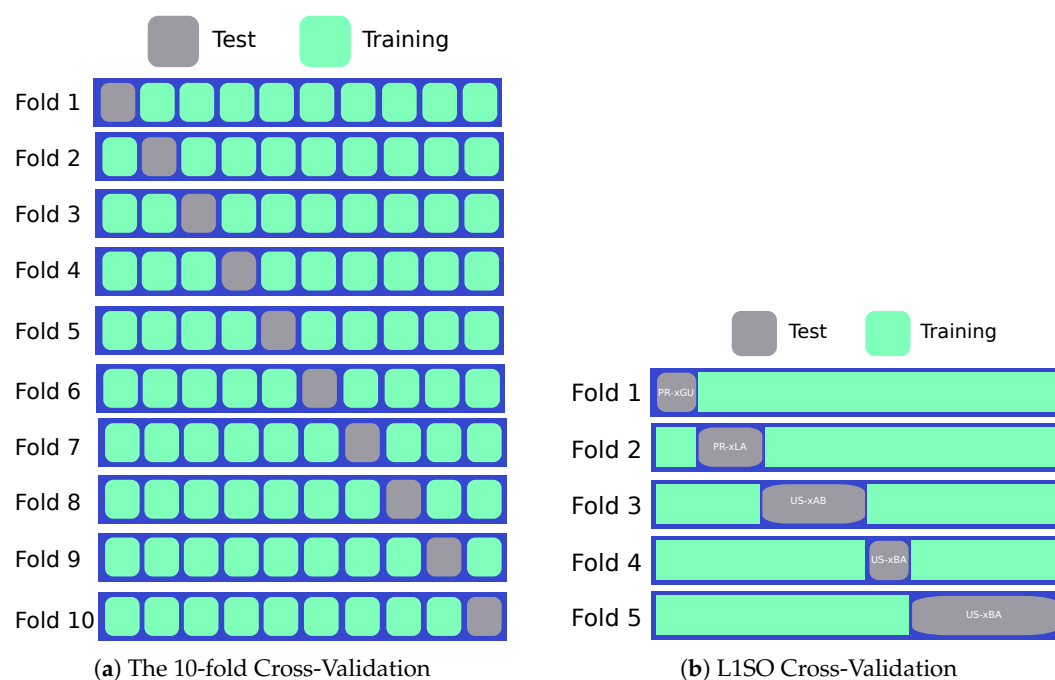 Test Training
Fold 1
Fold 2
Fold 3
Fold 4
Fold 5
Fold 6
Fold 7
Fold 8
Fold 9
Fold 10
(a) The 10-fold Cross-Validation
Test Training
Fold 1 PR-xGU
Fold 2 PR-xLA
Fold 3 US-xAB
Fold 4 US-xBA
Fold 5 US-xBA
(b) L1SO Cross-Validation